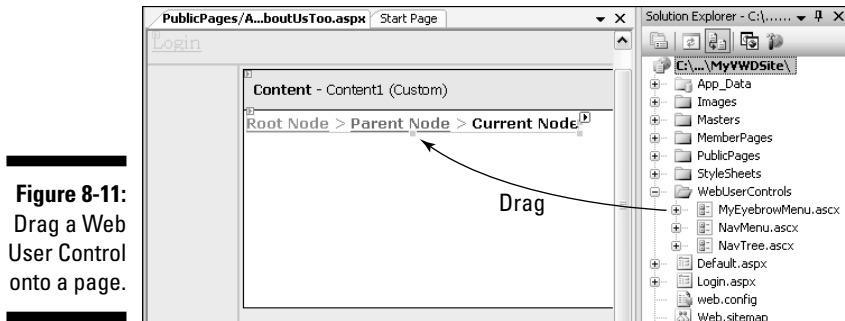 PublicPages/A...boutUsToo.aspx
Start Page
Solution Explorer - C:\......
Login
C:\...\MyVWDSite\
Content - Content1 (Custom)
App_Data
Images
Root Node > Parent Node > Current Node
Masters
MemberPages
PublicPages
StyleSheets
WebUserControls
Figure 8-11:
Drag a Web
User Control
onto a page.
Drag
MyEyebrowMenu.ascx
NavMenu.ascx
NavTree.ascx
Default.aspx
Login.aspx
web.config
Web.sitemap